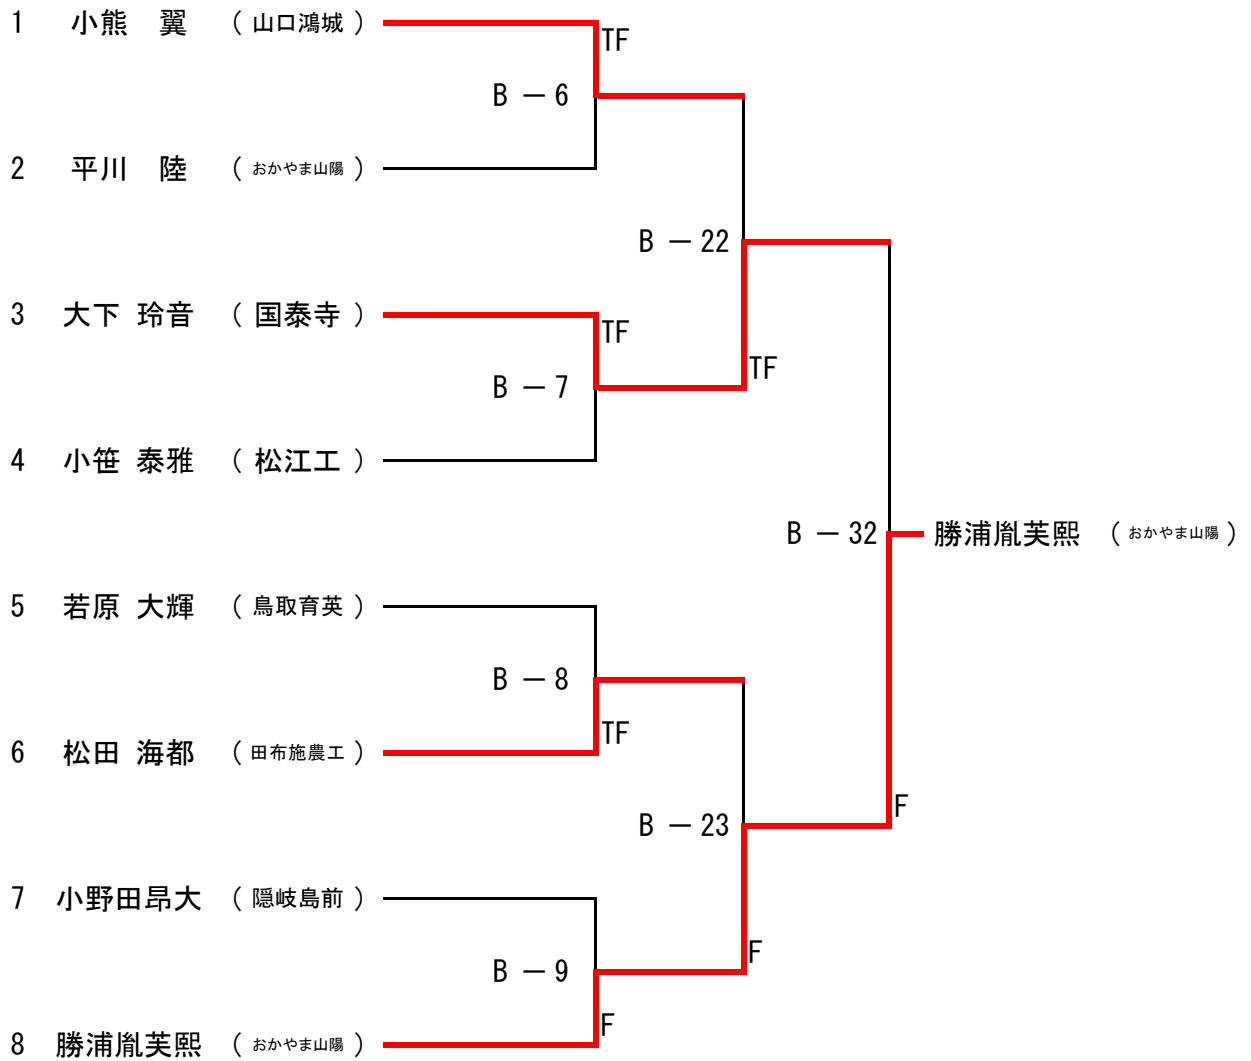 1 小熊 翼 ( 山口鴻城 )
TF
B － 6
2 平川 陸 ( おかやま山陽 )
B － 22
3 大下 玲音 ( 国泰寺 )
TF
TF
B － 7
4 小笹 泰雅 ( 松江工 )
B － 32 勝浦胤芙熙 ( おかやま山陽 )
5 若原 大輝 ( 鳥取育英 )
B － 8
TF
6 松田 海都 ( 田布施農工 )
F
B － 23
7 小野田昂大 ( 隠岐島前 )
F
B － 9
F
8 勝浦胤芙熙 ( おかやま山陽 )